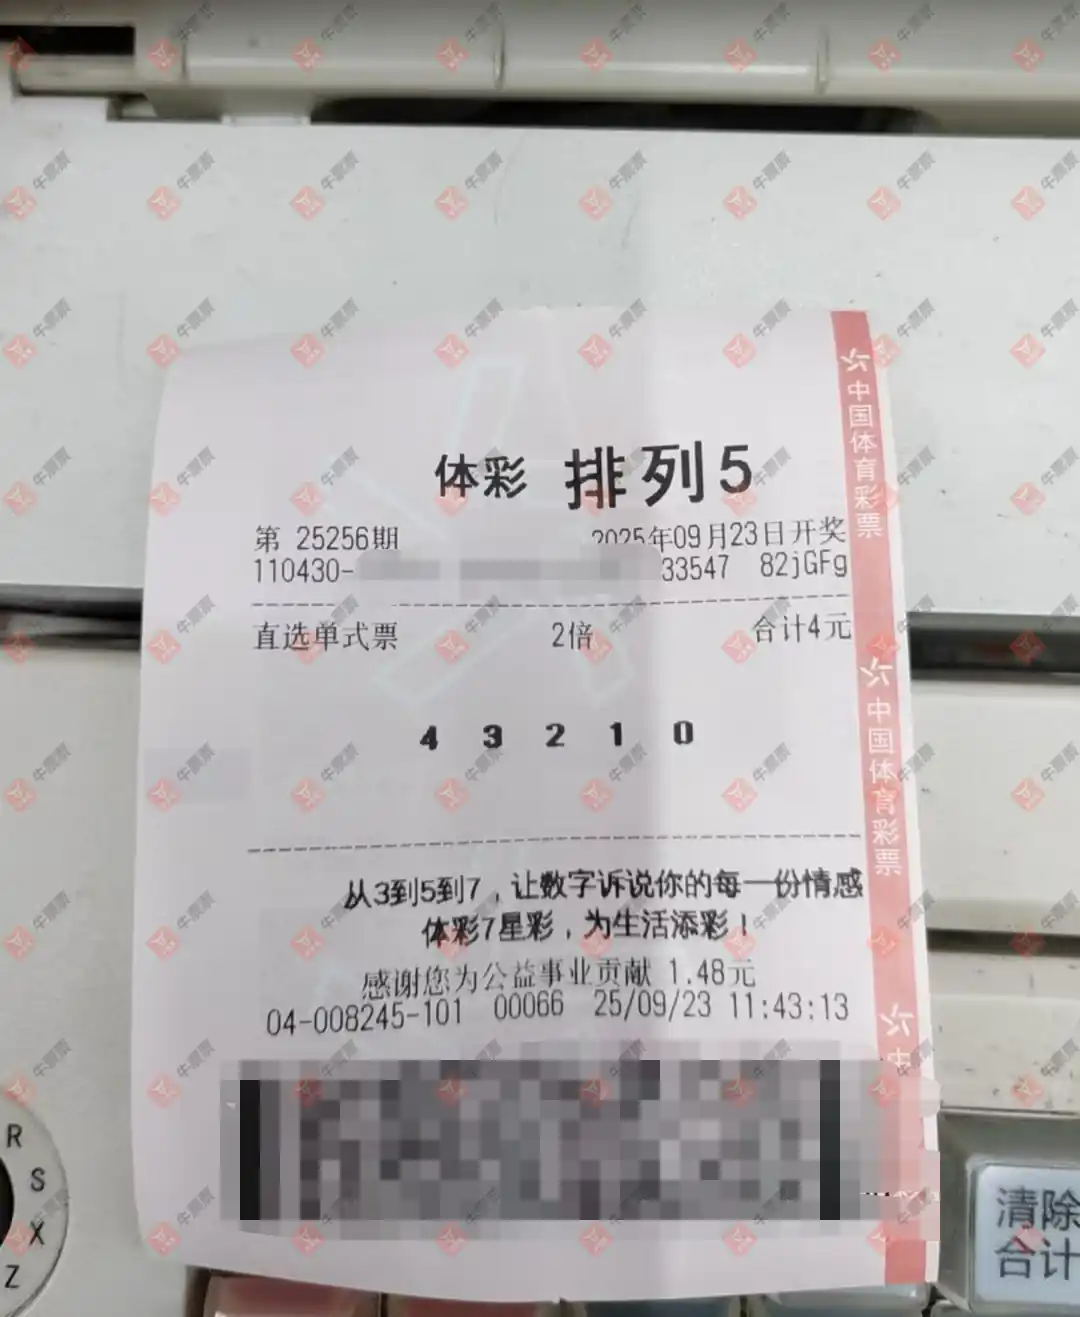 体彩 排列5
第 25256期 2025年09月23日开奖
110430- 33547 82jGFg
直选单式票 2倍 合计4元
4 3 2 1 0
从3到5到7，让数字诉说你的每一份情感
体彩7星彩，为生活添彩！
感谢您为公益事业贡献 1.48元
04-008245-101 00066 25/09/23 11:43:13
中国体育彩票
中国体育彩票
中
R
S
X
Z
清除
合计
牛票票